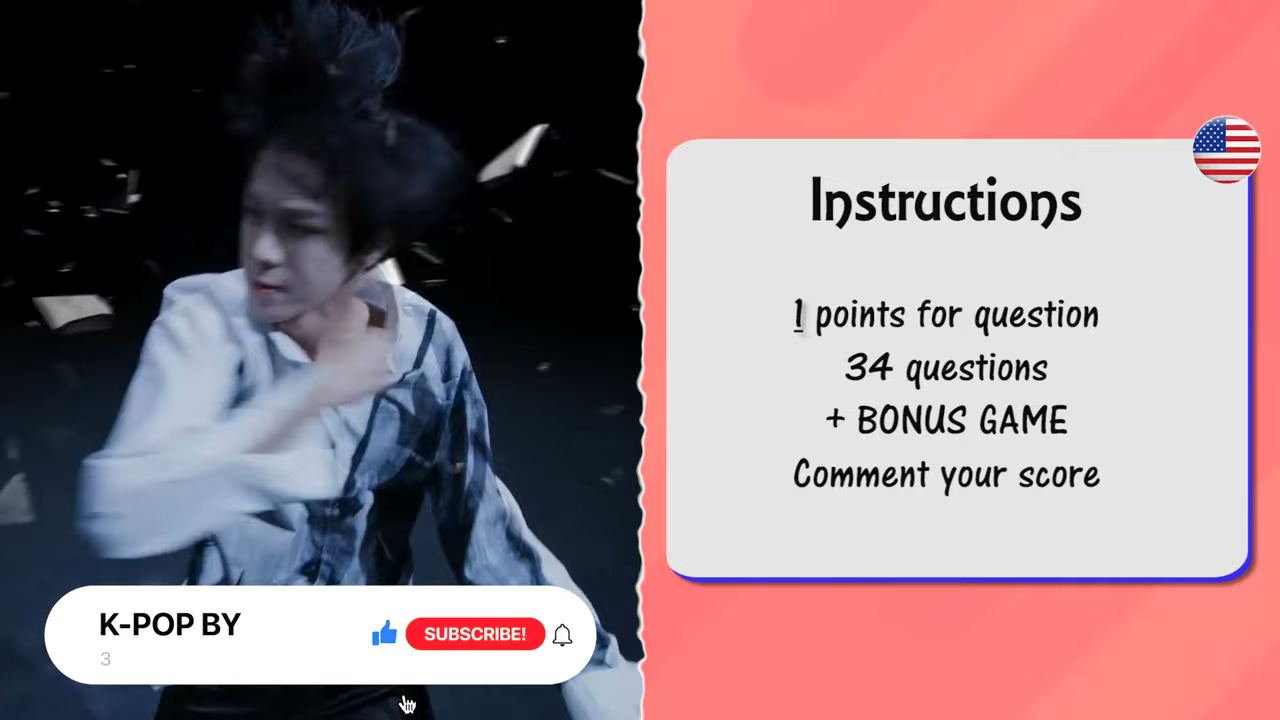 Instructions
1 points for question
34 questions
+ BONUS GAME
Comment your score
K-POP BY
3
SUBSCRIBE!